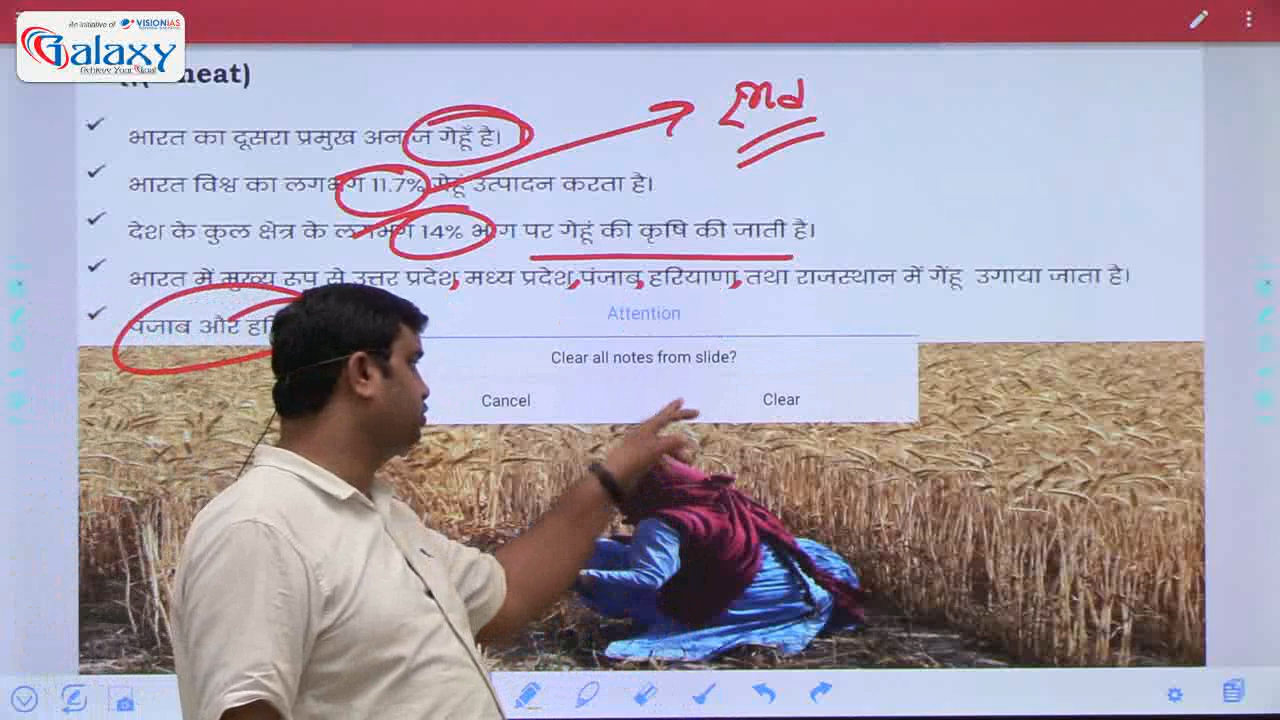 An initiative of VISIONIAS
Galaxy
Achieve Your Goal
heat)
भारत का दूसरा प्रमुख अनाज गेहूँ है।
भारत विश्व का लगभग 11.7% गेहूं उत्पादन करता है।
देश के कुल क्षेत्र के लगभग 14% भाग पर गेहूं की कृषि की जाती है।
भारत में मुख्य रूप से उत्तर प्रदेश, मध्य प्रदेश, पंजाब, हरियाणा, तथा राजस्थान में गेंहू उगाया जाता है।
पंजाब और हरि
Attention
Clear all notes from slide?
Cancel
Clear